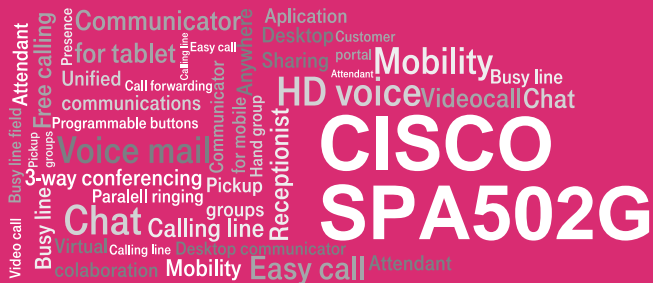 Attendant
Free calling
Presence
Communicator
for tablet
Calling line
Easy call
Anywhere
Aplication
Desktop
Customer
portal
Sharing
Attendant
Mobility
Busy line
Unified
Call forwarding
communications
Communicator
for mobile
HD voice
Videocall
Chat
Busy line field
Pickup
groups
Programmable buttons
Voice mail
Hand group
Receptionist
CISCO
SPA502G
3-way conferencing
Paralell ringing
Pickup
groups
Video call
Busy line
Chat
Calling line
Virtual
colaboration
Calling line
Desktop communicator
Mobility
Easy call
Attendant